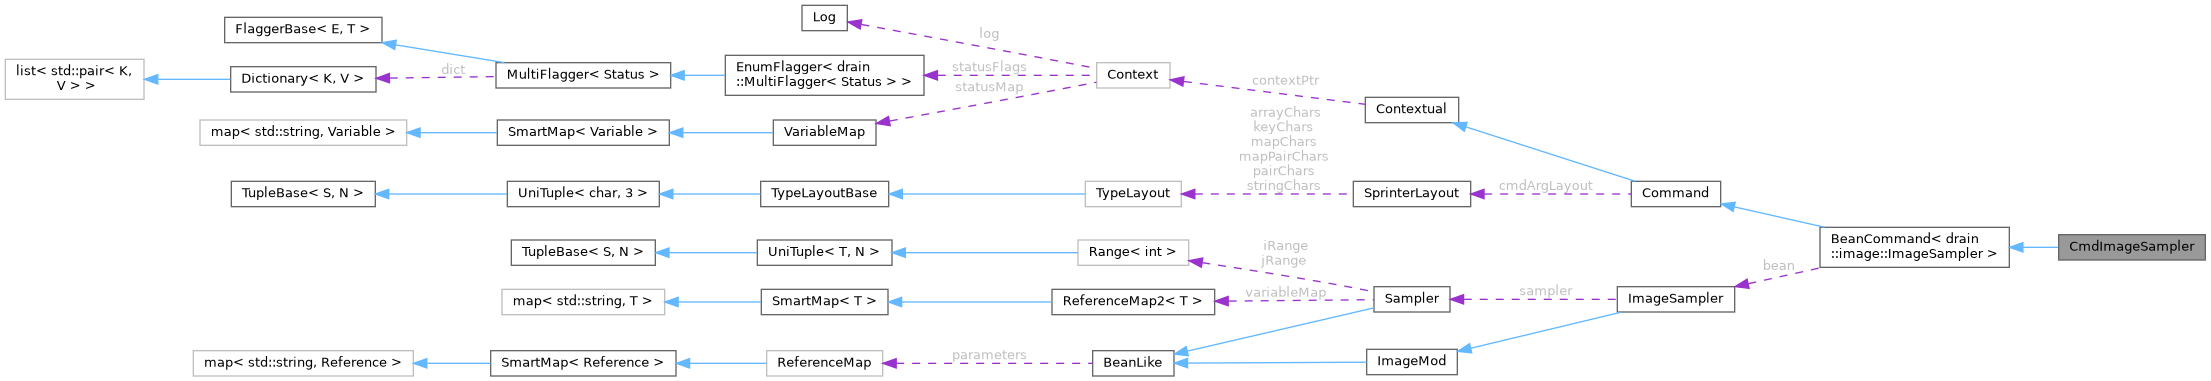 Log
FlaggerBase< E, T >
log
list< std::pair< K,
V > >
Dictionary< K, V >
dict
MultiFlagger< Status >
EnumFlagger< drain
::MultiFlagger< Status > >
statusFlags
statusMap
Context
contextPtr
Contextual
map< std::string, Variable >
SmartMap< Variable >
VariableMap
arrayChars
keyChars
mapChars
mapPairChars
pairChars
stringChars
TupleBase< S, N >
UniTuple< char, 3 >
TypeLayoutBase
TypeLayout
SprinterLayout
cmdArgLayout
Command
TupleBase< S, N >
UniTuple< T, N >
Range< int >
iRange
jRange
BeanCommand< drain
::image::ImageSampler >
CmdImageSampler
bean
map< std::string, T >
SmartMap< T >
ReferenceMap2< T >
variableMap
Sampler
sampler
ImageSampler
map< std::string, Reference >
SmartMap< Reference >
ReferenceMap
parameters
BeanLike
ImageMod